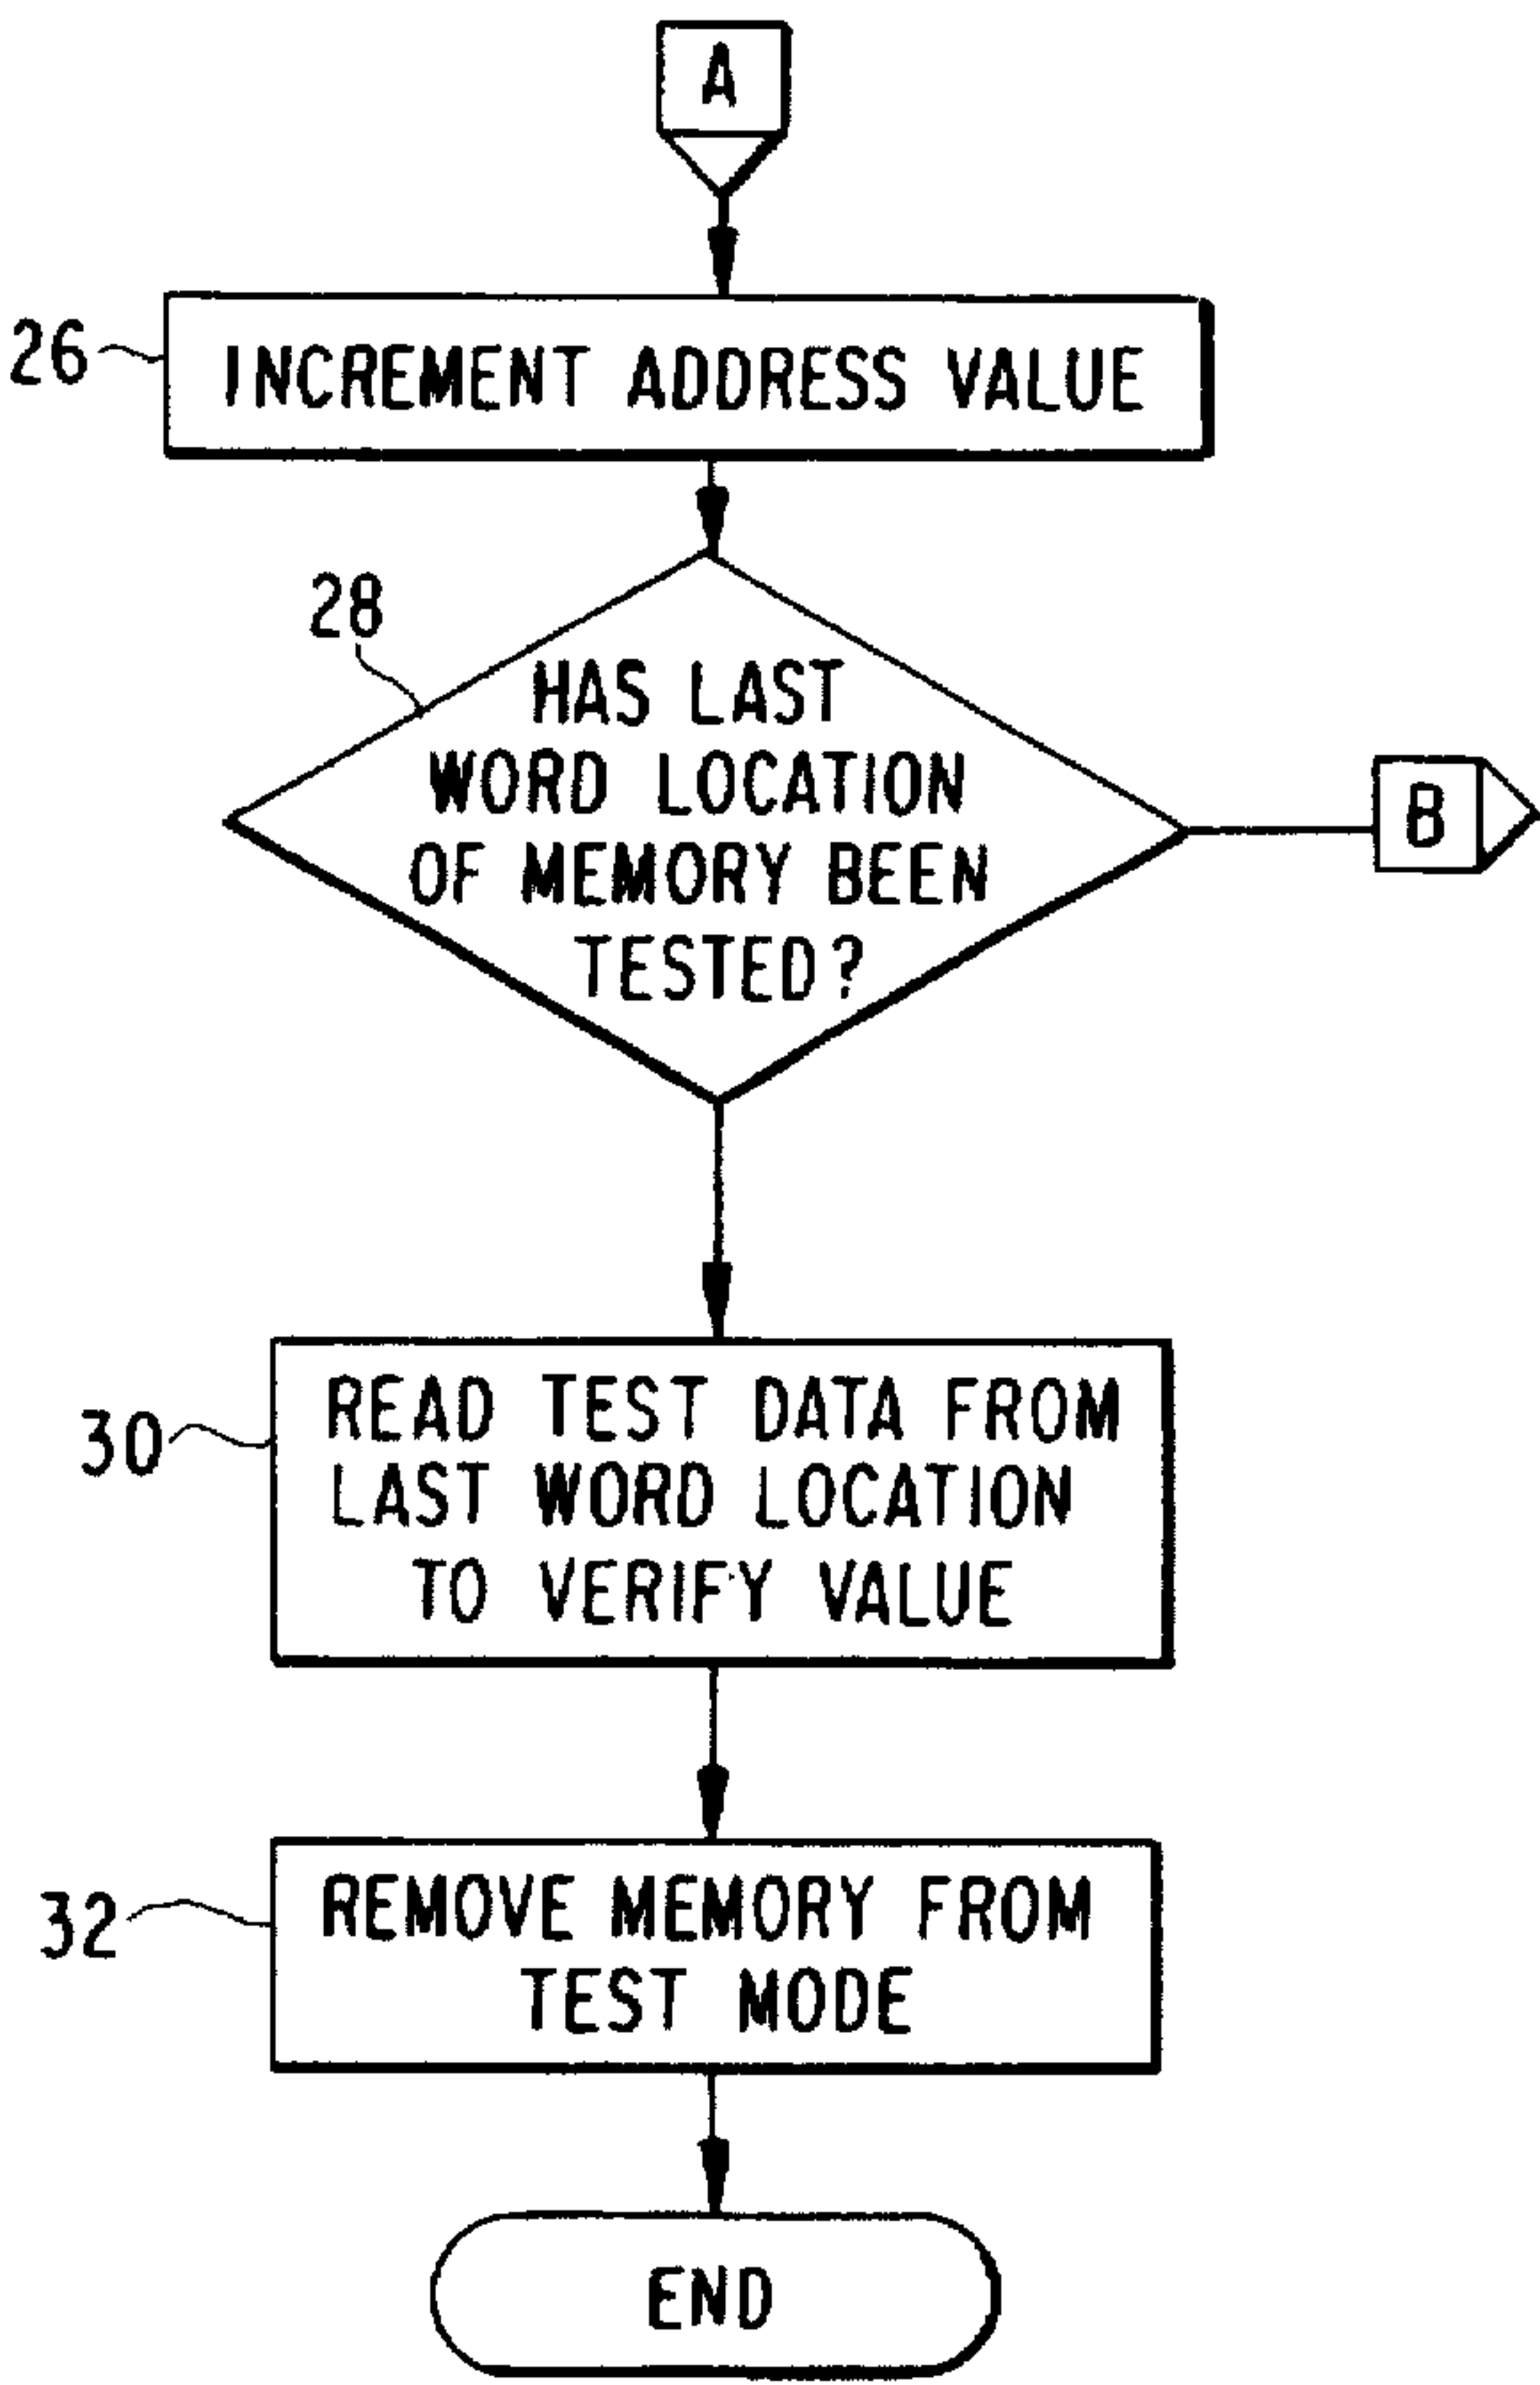 A
26
INCREMENT ADDRESS VALUE
28
HAS LAST
WORD LOCATION
OF MEMORY BEEN
TESTED?
B
30
READ TEST DATA FROM
LAST WORD LOCATION
TO VERIFY VALUE
32
REMOVE MEMORY FROM
TEST MODE
END